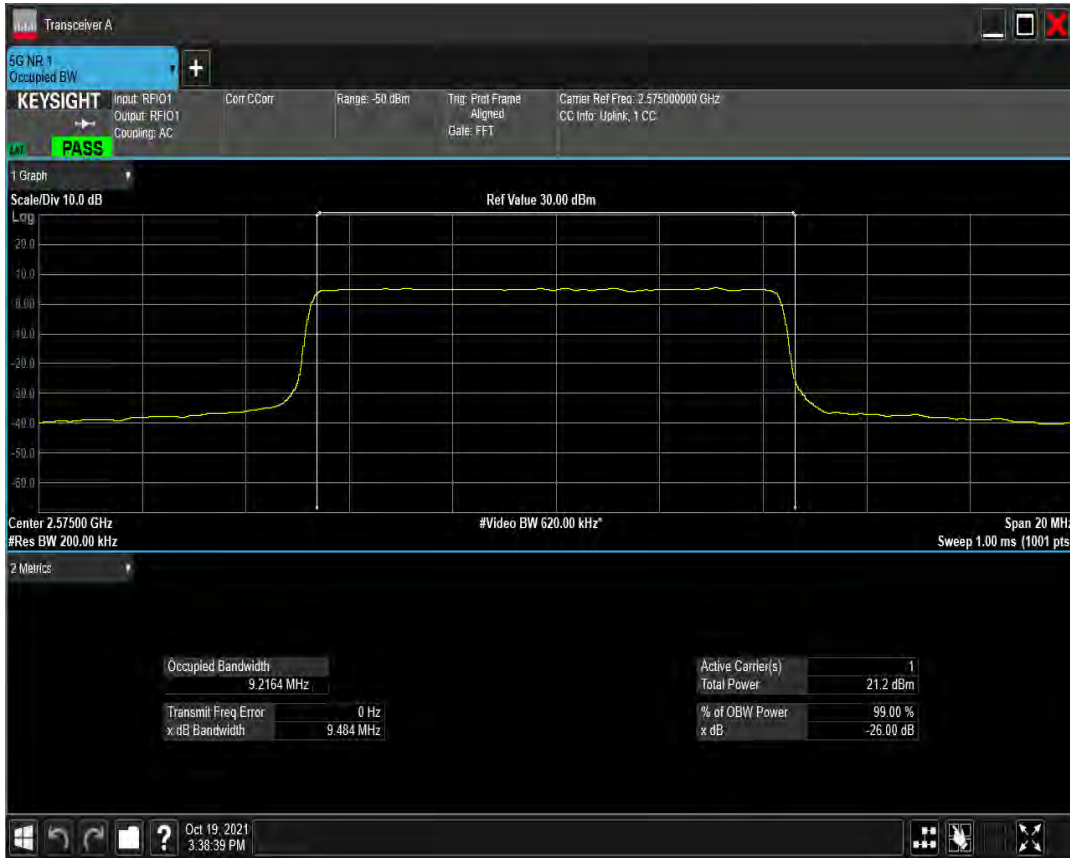 Transceiver A
5G NR 1
Occupied BW
+
KEYSIGHT
PASS
Input: RFIO1
Output: RFIO1
Coupling: AC
Corr CCorr
Range: -50 dBm
Trig: Prot Frame
Aligned
Gate: FFT
Carrier Ref Freq: 2.575000000 GHz
CC Info: Uplink, 1 CC
1 Graph
Scale/Div 10.0 dB
Ref Value 30.00 dBm
Log
20.0
10.0
0.00
-10.0
-20.0
-30.0
-40.0
-50.0
-60.0
Center 2.57500 GHz
#Video BW 620.00 kHz*
Span 20 MHz
#Res BW 200.00 kHz
Sweep 1.00 ms (1001 pts
2 Metrics
Occupied Bandwidth
9.2164 MHz
Transmit Freq Error 0 Hz
x dB Bandwidth 9.484 MHz
Active Carrier(s) 1
Total Power 21.2 dBm
% of OBW Power 99.00 %
x dB -26.00 dB
?
Oct 19, 2021
3:38:39 PM